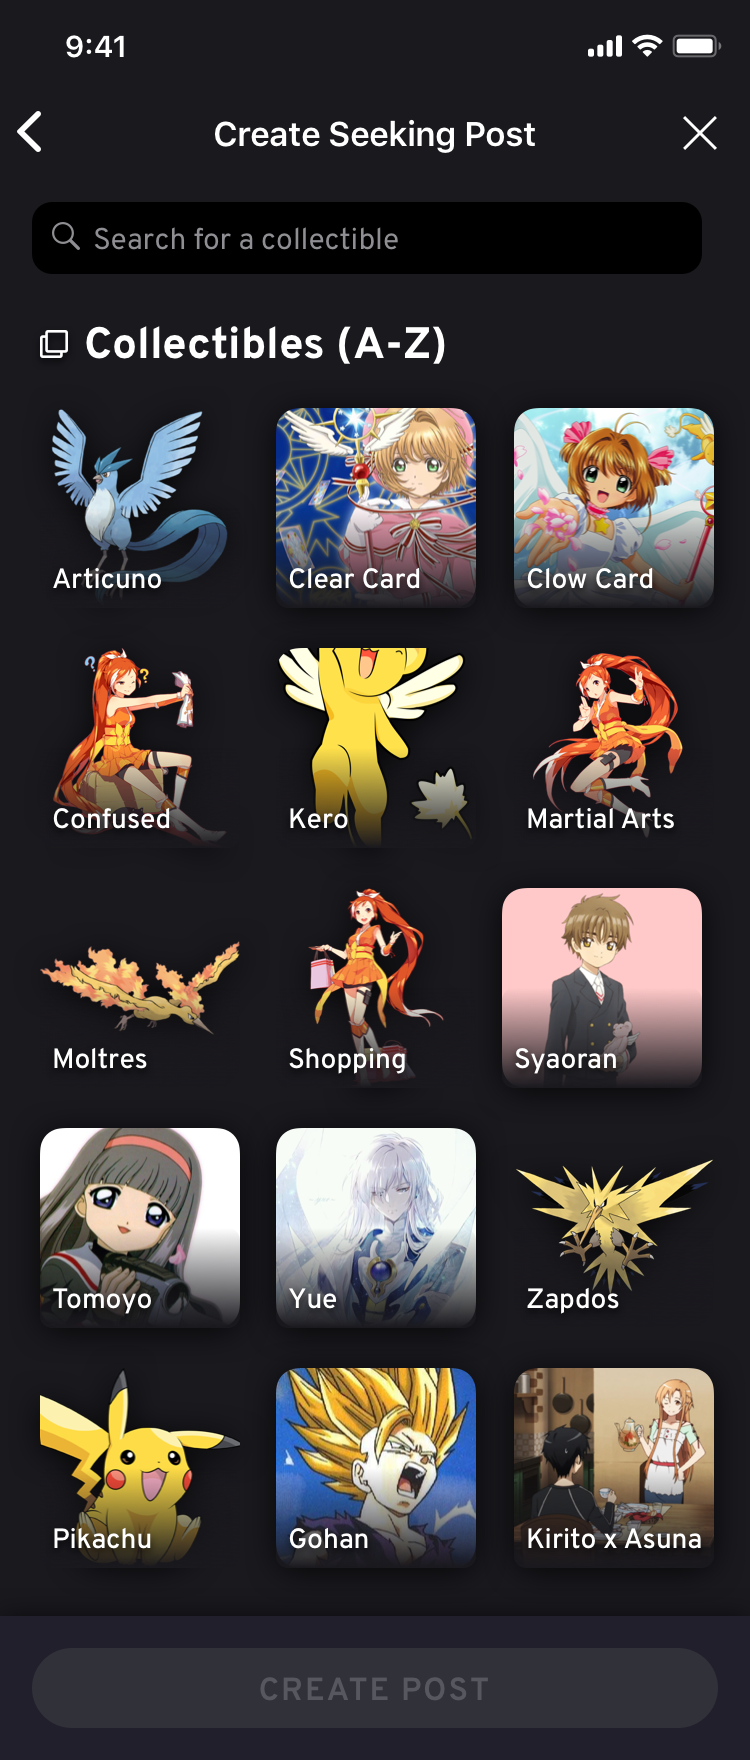 9:41
Create Seeking Post
Search for a collectible
Collectibles (A-Z)
Articuno
Clear Card
Clow Card
? ?
Confused
Kero
Martial Arts
Moltres
Shopping
Syaoran
Tomoyo
Yue
Zapdos
Pikachu
Gohan
Kirito x Asuna
CREATE POST